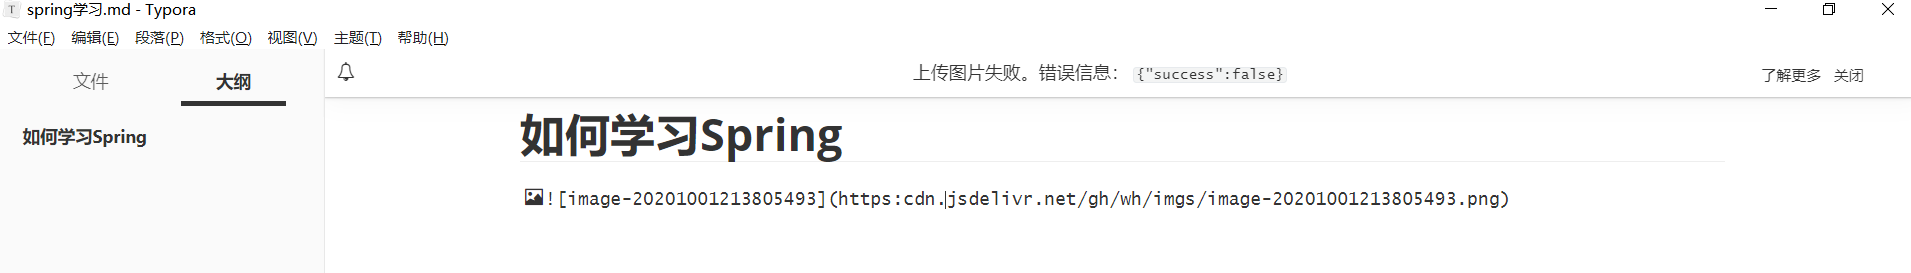 T spring学习.md - Typora
文件(F) 编辑(E) 段落(P) 格式(O) 视图(V) 主题(T) 帮助(H)
文件 大纲
上传图片失败。错误信息： {"success":false}
了解更多 关闭
如何学习Spring
如何学习Spring
![image-20201001213805493](https:cdn.jsdelivr.net/gh/wh/imgs/image-20201001213805493.png)